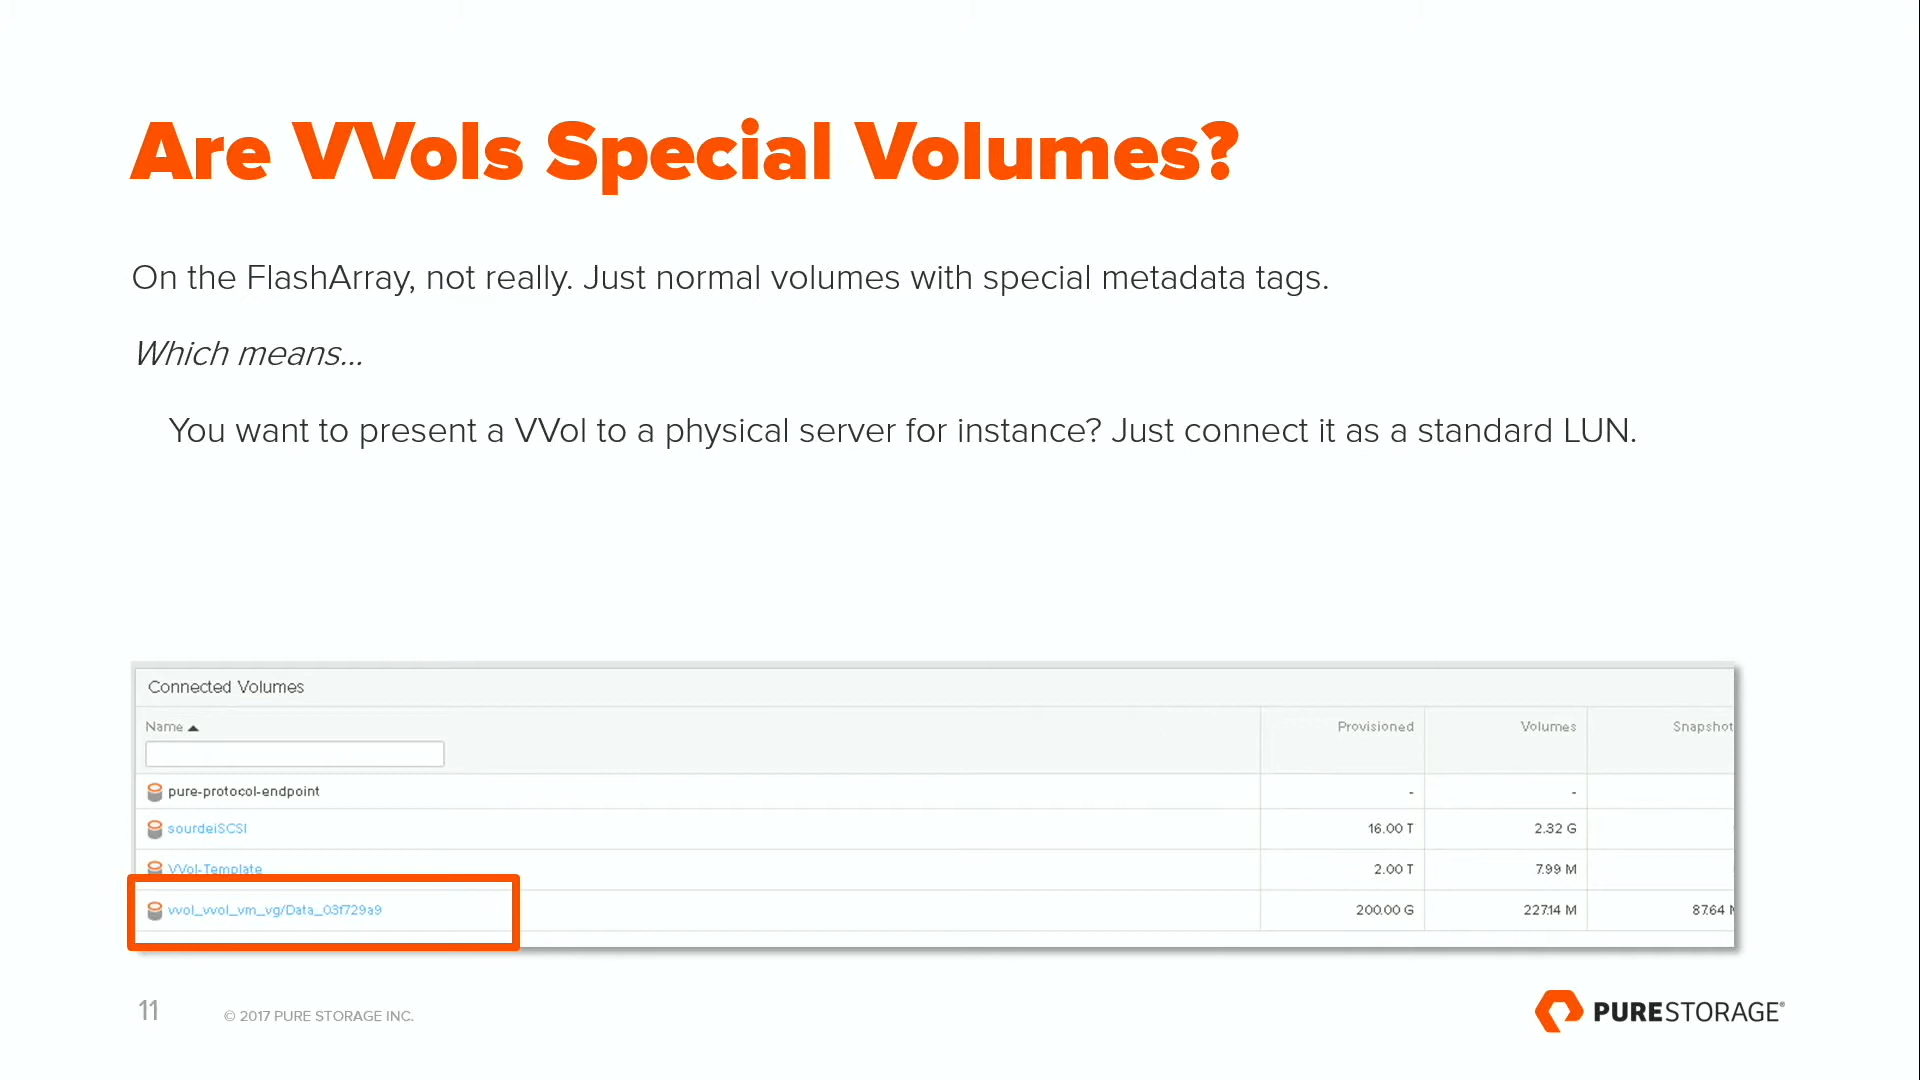 Are VVols Special Volumes?
On the FlashArray, not really. Just normal volumes with special metadata tags.
Which means...
You want to present a VVol to a physical server for instance? Just connect it as a standard LUN.
Connected Volumes
Name Provisioned Volumes Snapshot
pure-protocol-endpoint - -
sourdeiSCSI 16.00 T 2.32 G
VVol-Template 2.00 T 7.99 M
vvol_vvol_vm_vg/Data_03f729a9 200.00 G 227.14 M 87.64
11 © 2017 PURE STORAGE INC. PURESTORAGE®